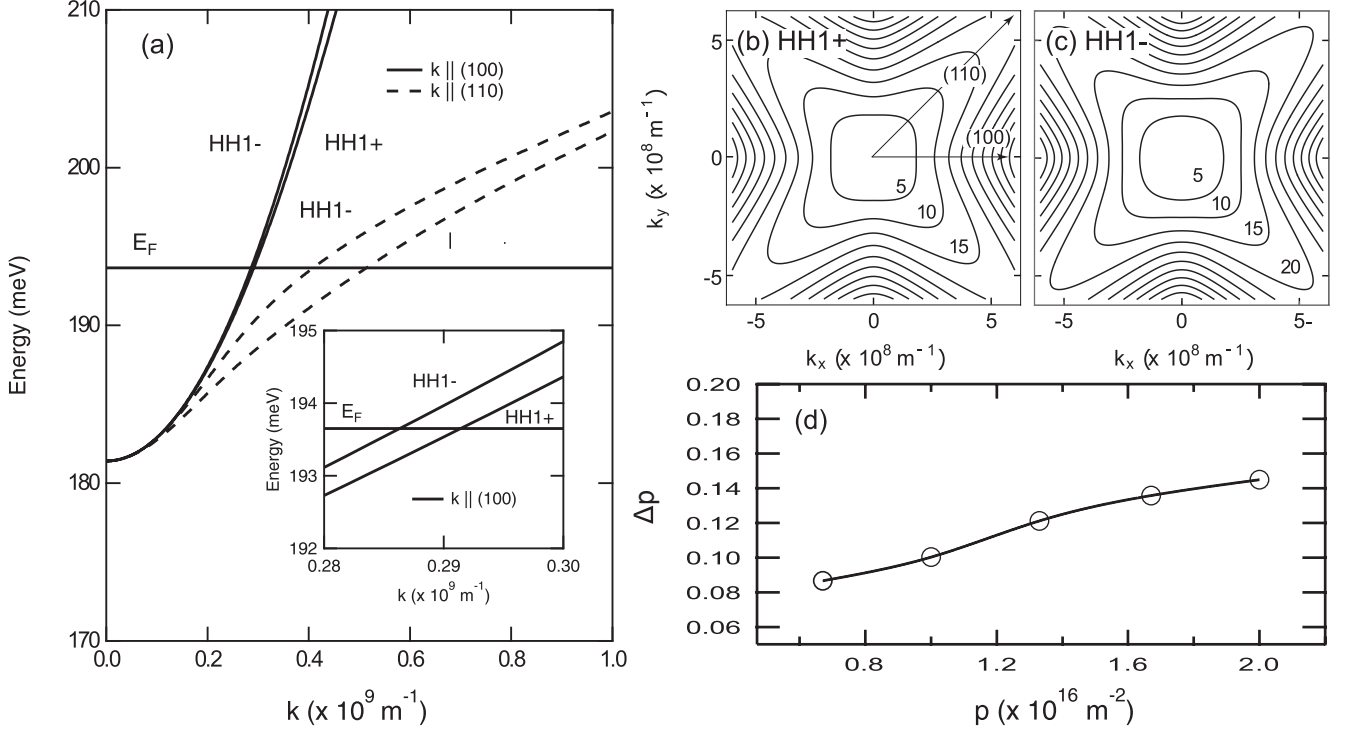 210
200
190
180
170
Energy (meV)
(a)
k || (100)
k || (110)
HH1-
HH1+
HH1-
E_F
0.0
0.2
0.4
0.6
0.8
1.0
k (x 10^9 m^-1)
195
194
193
192
Energy (meV)
HH1-
E_F
HH1+
k || (100)
0.28
0.29
0.30
k (x 10^9 m^-1)
(b) HH1+
(110)
(100)
5
10
15
5
0
-5
k_y (x 10^8 m^-1)
-5
0
5
k_x (x 10^8 m^-1)
(c) HH1-
5
10
15
20
-5
0
5-
k_x (x 10^8 m^-1)
(d)
0.20
0.18
0.16
0.14
0.12
0.10
0.08
0.06
Δp
0.8
1.2
1.6
2.0
p (x 10^16 m^-2)